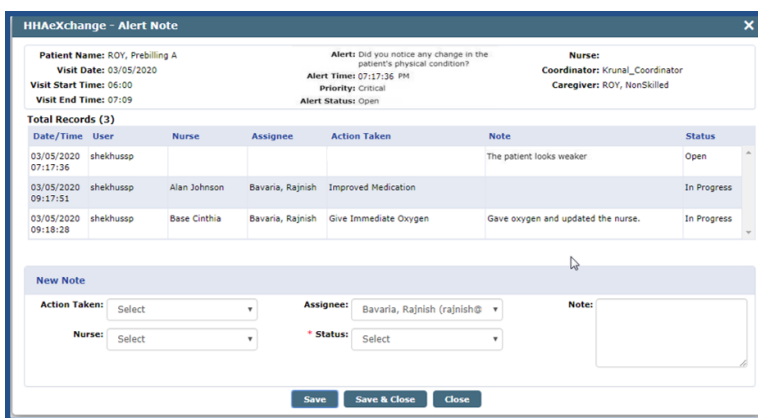 HHAeXchange - Alert Note ×
Patient Name: ROY, Prebilling A
Visit Date: 03/05/2020
Visit Start Time: 06:00
Visit End Time: 07:09
Alert: Did you notice any change in the
patient's physical condition?
Alert Time: 07:17:36 PM
Priority: Critical
Alert Status: Open
Nurse:
Coordinator: Krunal_Coordinator
Caregiver: ROY, NonSkilled
Total Records (3)
Date/Time User Nurse Assignee Action Taken Note Status
03/05/2020 shekhussp The patient looks weaker Open
07:17:36
03/05/2020 shekhussp Alan Johnson Bavaria, Rajnish Improved Medication In Progress
09:17:51
03/05/2020 shekhussp Base Cinthia Bavaria, Rajnish Give Immediate Oxygen Gave oxygen and updated the nurse. In Progress
09:18:28
New Note
Action Taken: Select Assignee: Bavaria, Rajnish (rajnish@ Note:
Nurse: Select * Status: Select
Save Save & Close Close